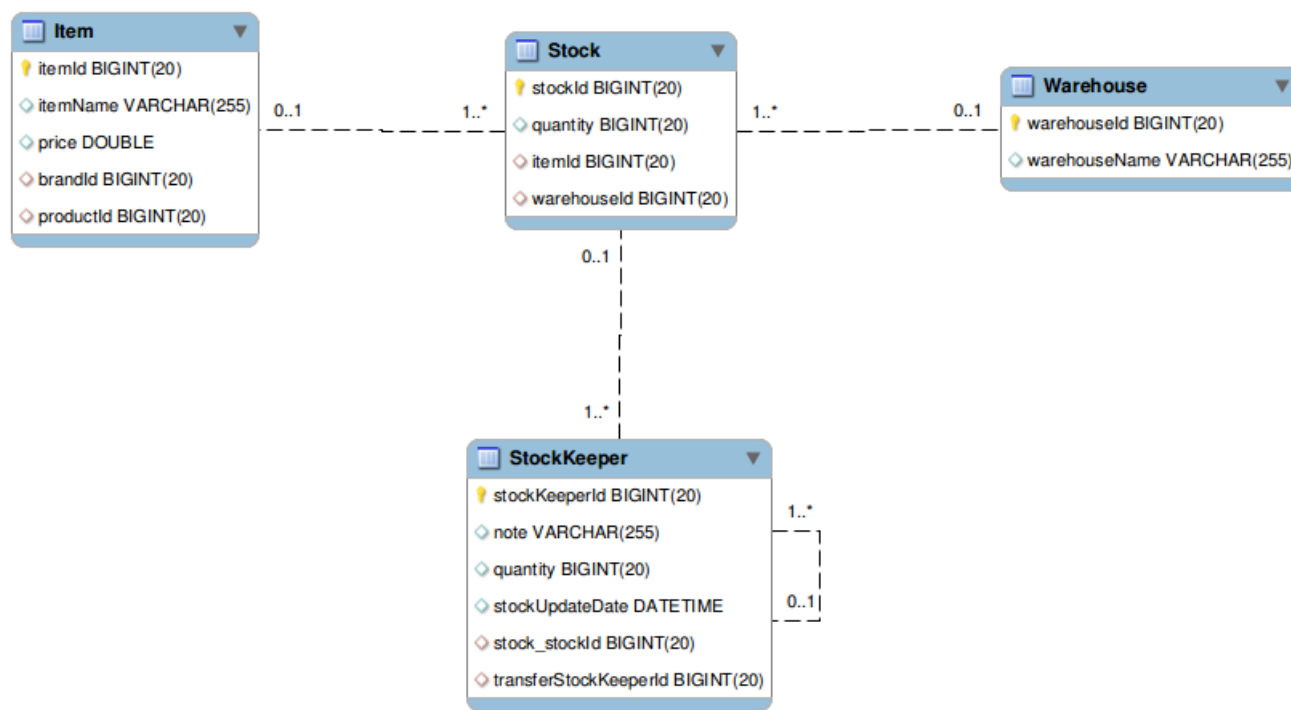 Item
itemId BIGINT(20)
itemName VARCHAR(255)
price DOUBLE
brandId BIGINT(20)
productId BIGINT(20)
0..1
1..*
Stock
stockId BIGINT(20)
quantity BIGINT(20)
itemId BIGINT(20)
warehouseId BIGINT(20)
1..*
0..1
Warehouse
warehouseId BIGINT(20)
warehouseName VARCHAR(255)
0..1
1..*
StockKeeper
stockKeeperId BIGINT(20)
note VARCHAR(255)
quantity BIGINT(20)
stockUpdateDate DATETIME
stock_stockId BIGINT(20)
transferStockKeeperId BIGINT(20)
1..*
0..1